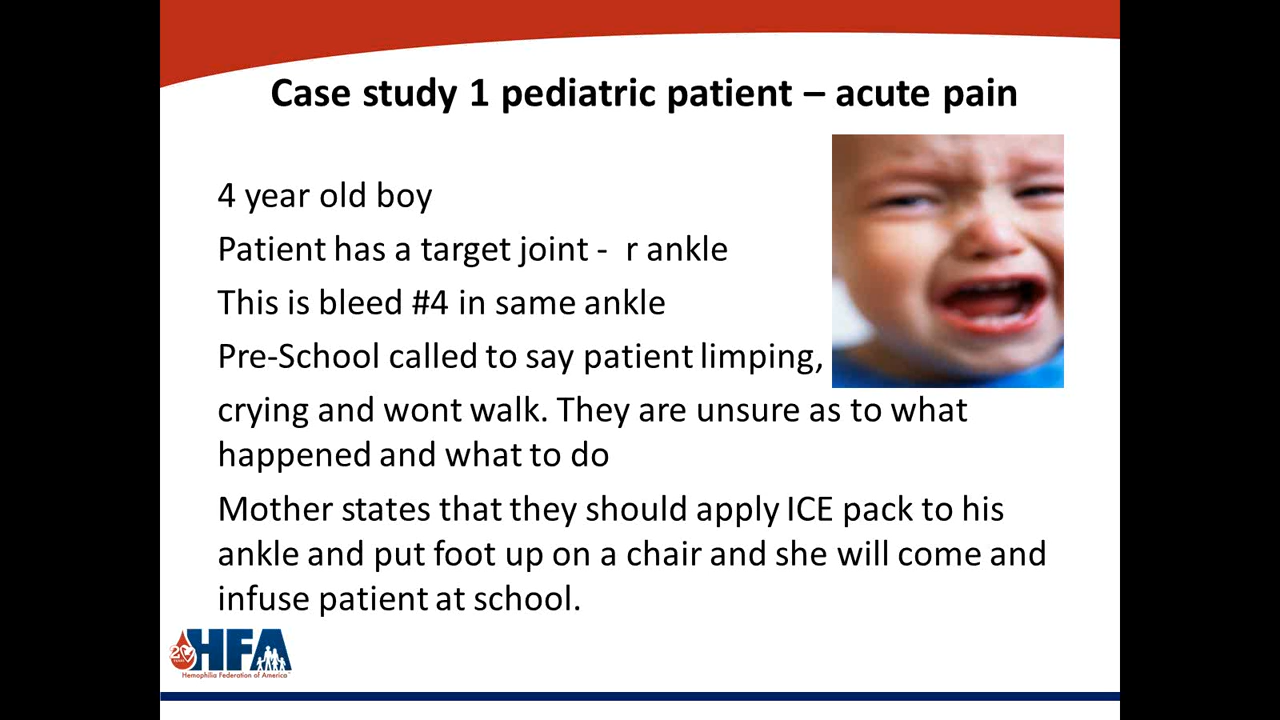 Case study 1 pediatric patient – acute pain
4 year old boy
Patient has a target joint -  r ankle
This is bleed #4 in same ankle
Pre-School called to say patient limping,
crying and wont walk. They are unsure as to what
happened and what to do
Mother states that they should apply ICE pack to his
ankle and put foot up on a chair and she will come and
infuse patient at school.
20
YEARS
HFA
Hemophilia Federation of America